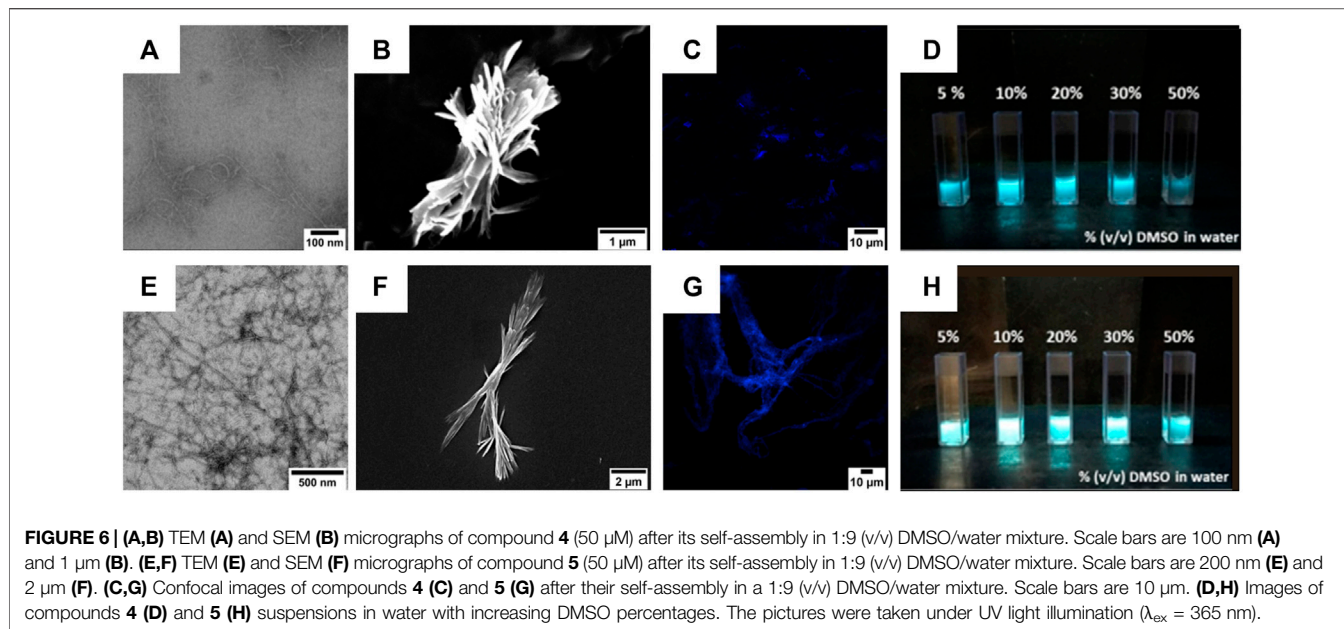 A
B
C
D
5 %
10%
20%
30%
50%
% (v/v) DMSO in water
100 nm
1 µm
10 µm
E
F
G
H
5%
10%
20%
30%
50%
% (v/v) DMSO in water
500 nm
2 µm
10 µm
FIGURE 6 | (A,B) TEM (A) and SEM (B) micrographs of compound 4 (50 µM) after its self-assembly in 1:9 (v/v) DMSO/water mixture. Scale bars are 100 nm (A)
and 1 µm (B). (E,F) TEM (E) and SEM (F) micrographs of compound 5 (50 µM) after its self-assembly in 1:9 (v/v) DMSO/water mixture. Scale bars are 200 nm (E) and
2 µm (F). (C,G) Confocal images of compounds 4 (C) and 5 (G) after their self-assembly in a 1:9 (v/v) DMSO/water mixture. Scale bars are 10 µm. (D,H) Images of
compounds 4 (D) and 5 (H) suspensions in water with increasing DMSO percentages. The pictures were taken under UV light illumination (λex = 365 nm).